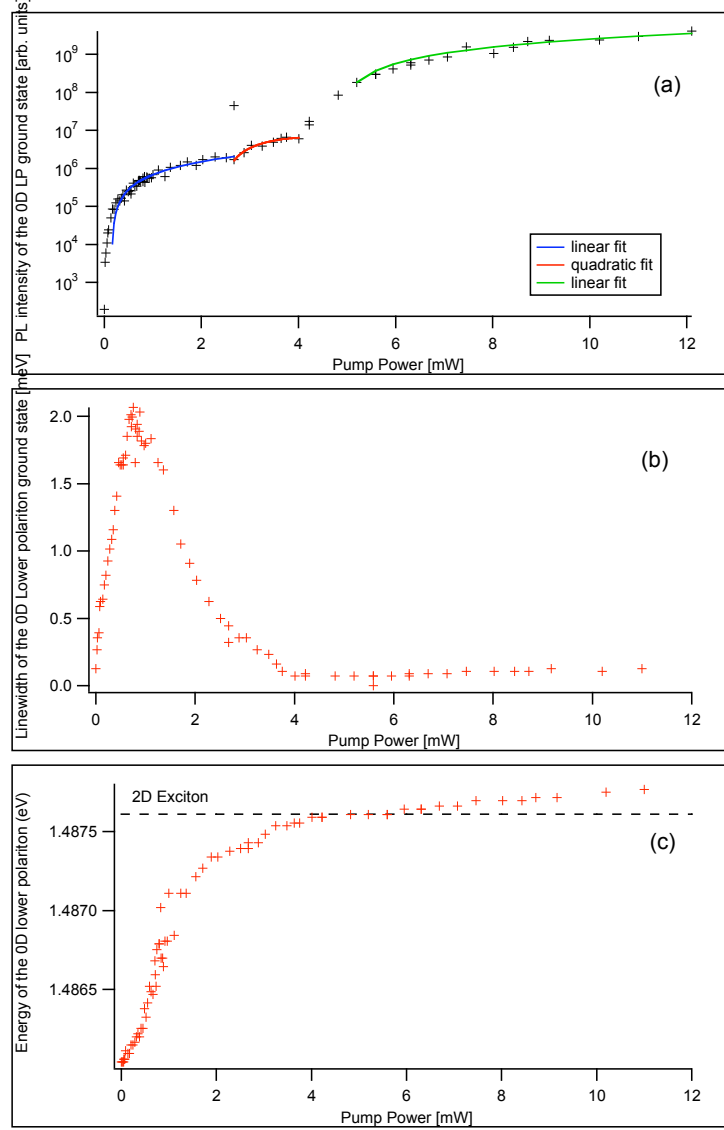 PL intensity of the 0D LP ground state [arb. units]
10^9
10^8
10^7
10^6
10^5
10^4
10^3
(a)
linear fit
quadratic fit
linear fit
0 2 4 6 8 10 12
Pump Power [mW]
Linewidth of the 0D Lower polariton ground state [meV]
2.0
1.5
1.0
0.5
0.0
(b)
0 2 4 6 8 10 12
Pump Power [mW]
Energy of the 0D lower polariton (eV)
2D Exciton
1.4875
1.4870
1.4865
(c)
0 2 4 6 8 10 12
Pump Power [mW]